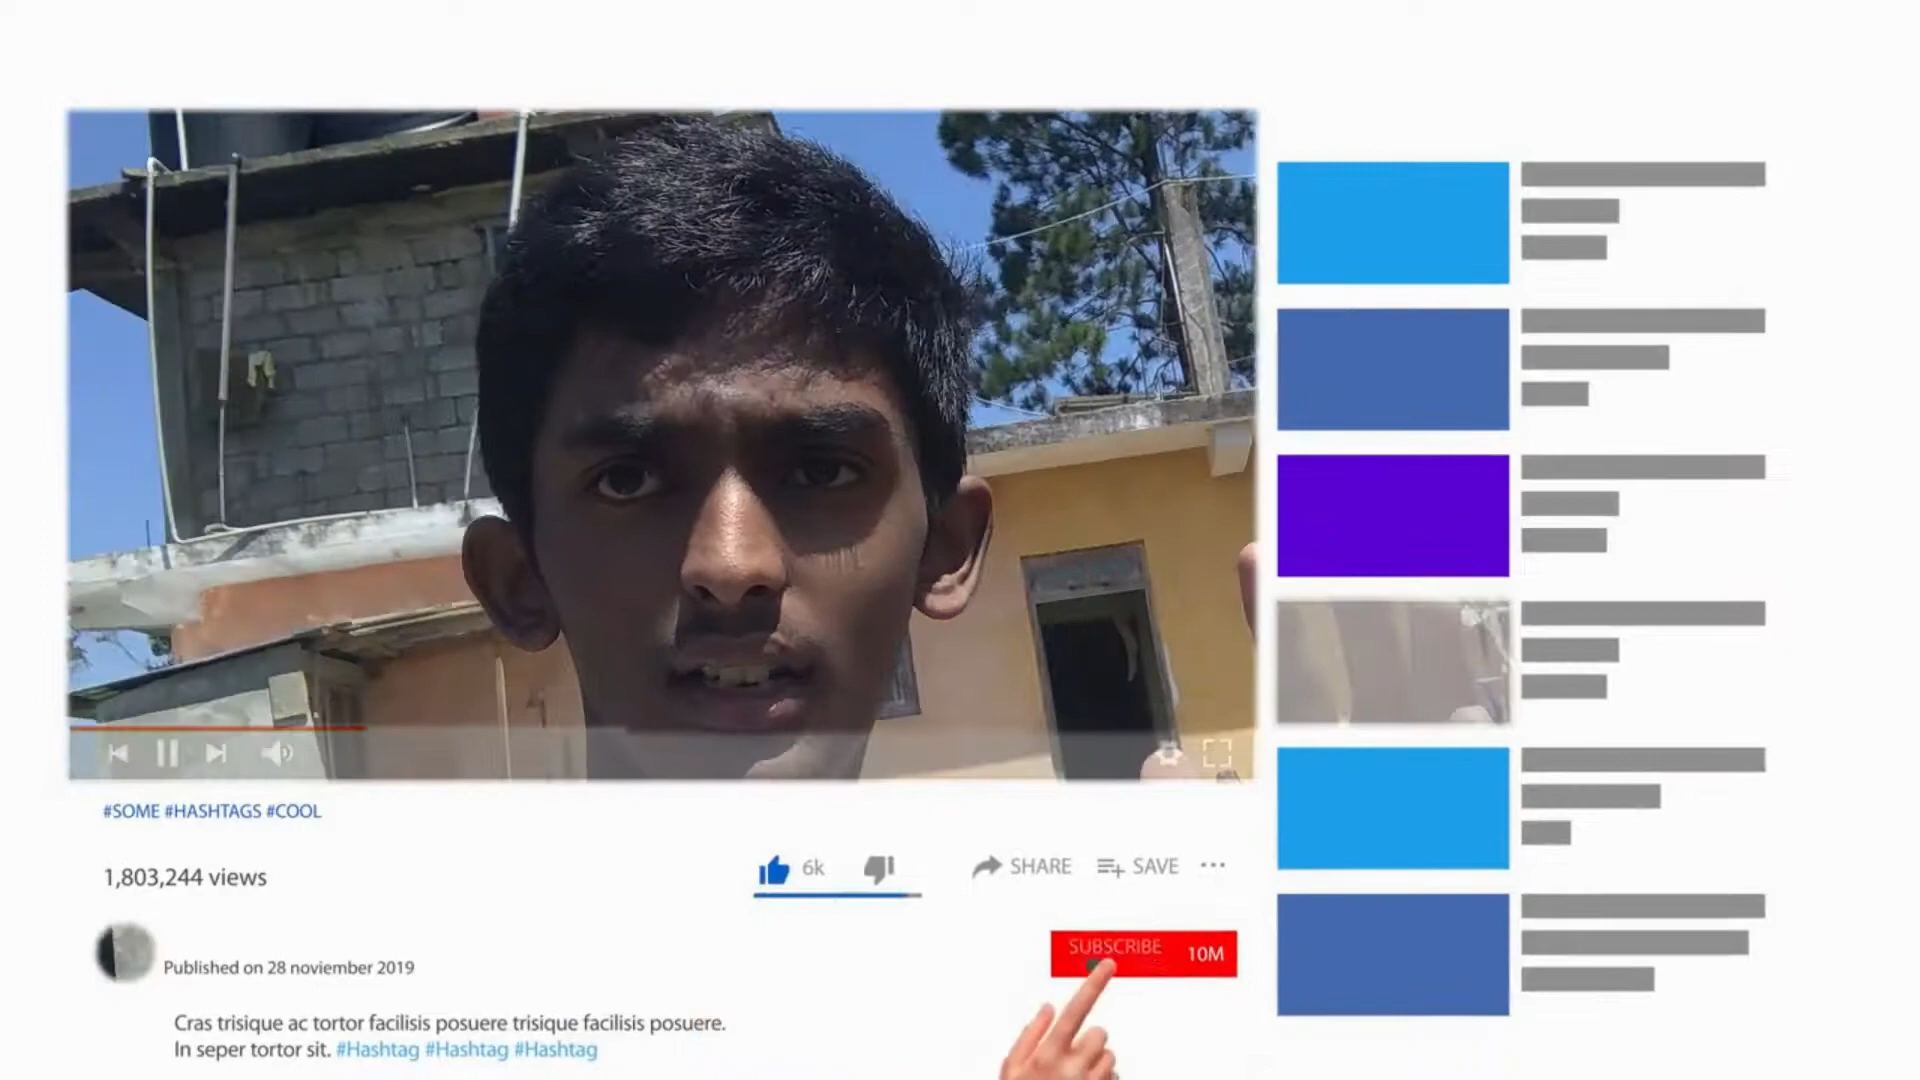 #SOME #HASHTAGS #COOL
1,803,244 views
6k
SHARE
SAVE
SUBSCRIBE 10M
Published on 28 noviember 2019
Cras trisique ac tortor facilisis posuere trisique facilisis posuere.
In seper tortor sit. #Hashtag #Hashtag #Hashtag